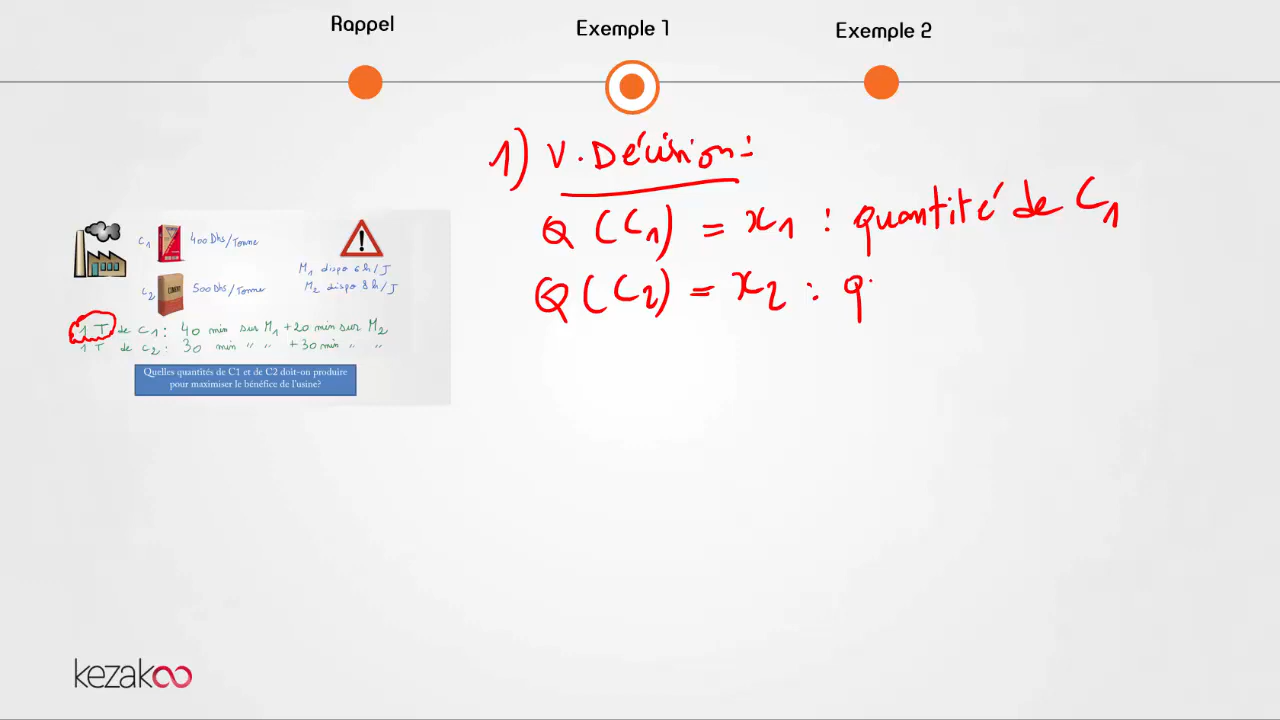 Rappel
Exemple 1
Exemple 2
1) V. Décision :
Q (C1) = x1 : quantité de C1
Q (C2) = x2 : q
C1 400 Dhs/Tonne
C2 500 Dhs/Tonne
CEMENT
M1 dispo 6h/J
M2 dispo 8h/J
1 T de C1 : 40 min sur M1 + 20 min sur M2
1 T de C2 : 30 min " " + 30 min " "
Quelles quantités de C1 et de C2 doit-on produire
pour maximiser le bénéfice de l'usine?
kezakoo